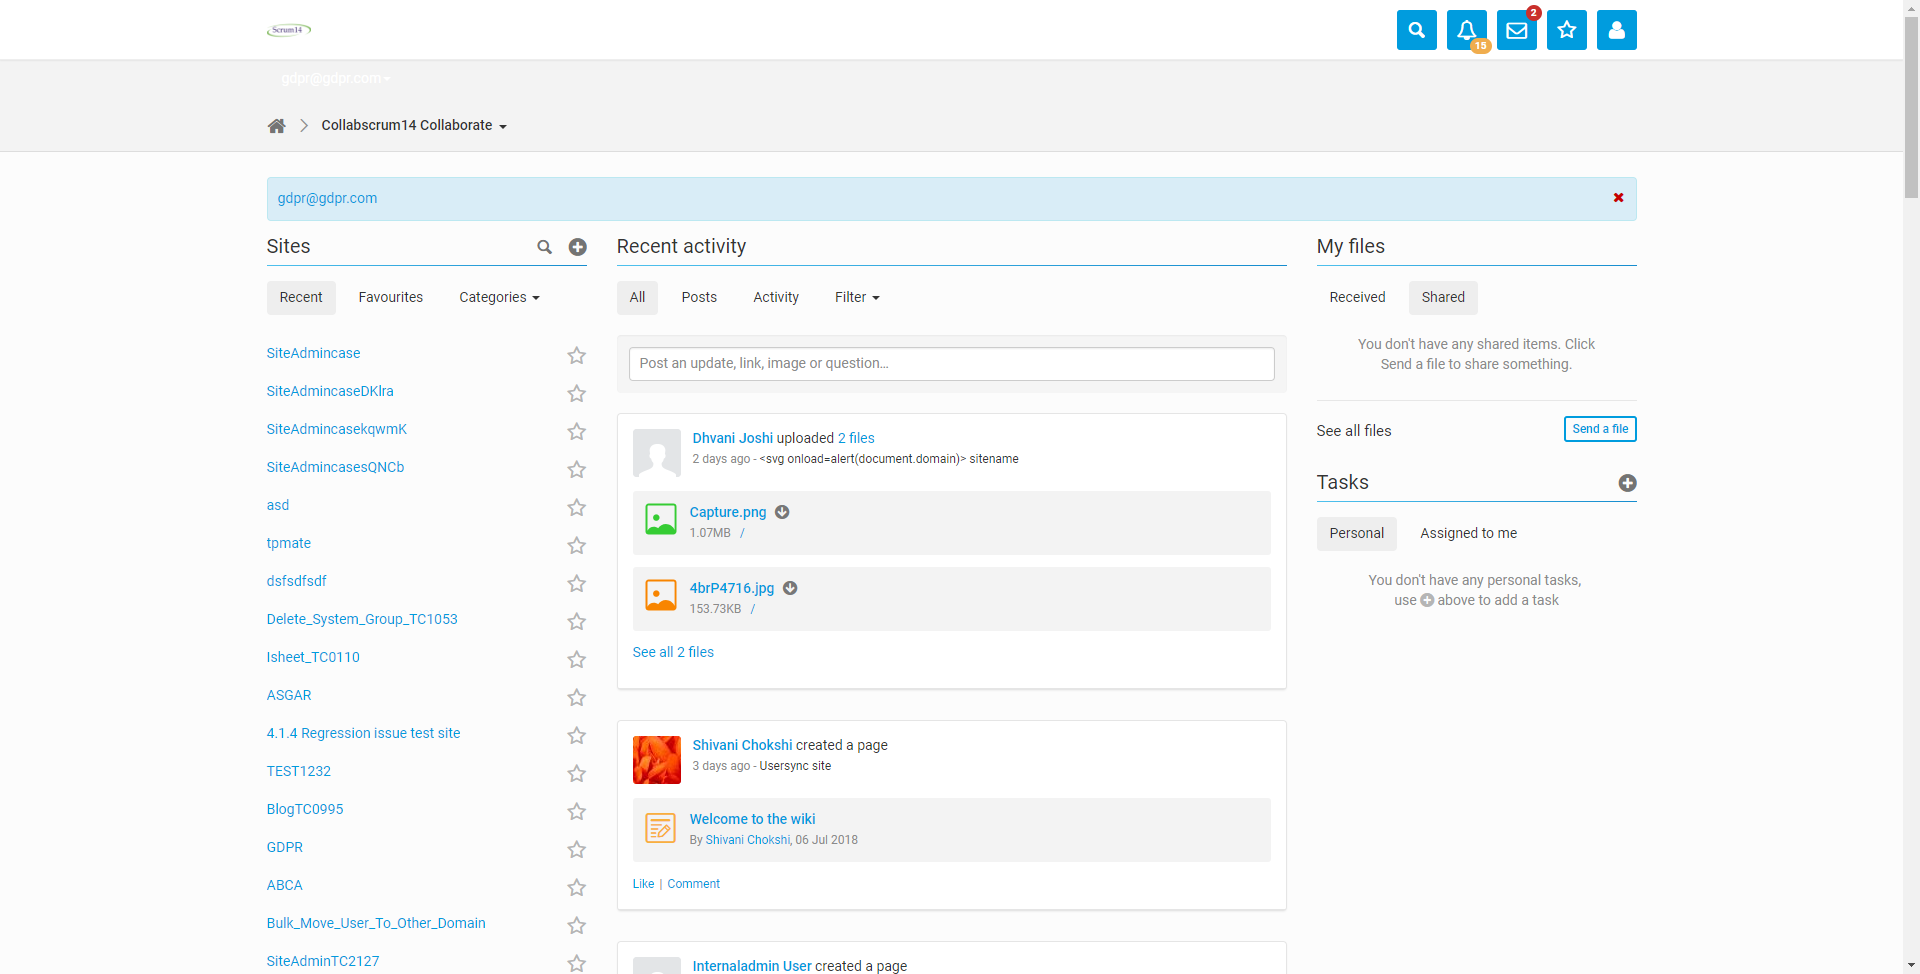 Scrum14
15
2
gdpr@gdpr.com
Collabscrum14 Collaborate
gdpr@gdpr.com
Sites
Recent
Favourites
Categories
SiteAdmincase
SiteAdmincaseDKlra
SiteAdmincasekqwmK
SiteAdmincasesQNCb
asd
tpmate
dsfsdfsdf
Delete_System_Group_TC1053
Isheet_TC0110
ASGAR
4.1.4 Regression issue test site
TEST1232
BlogTC0995
GDPR
ABCA
Bulk_Move_User_To_Other_Domain
SiteAdminTC2127
Recent activity
All
Posts
Activity
Filter
Post an update, link, image or question...
Dhvani Joshi uploaded 2 files
2 days ago - <svg onload=alert(document.domain)> sitename
Capture.png
1.07MB /
4brP4716.jpg
153.73KB /
See all 2 files
Shivani Chokshi created a page
3 days ago - Usersync site
Welcome to the wiki
By Shivani Chokshi, 06 Jul 2018
Like | Comment
Internaladmin User created a page
My files
Received
Shared
You don't have any shared items. Click
Send a file to share something.
See all files
Send a file
Tasks
Personal
Assigned to me
You don't have any personal tasks,
use above to add a task